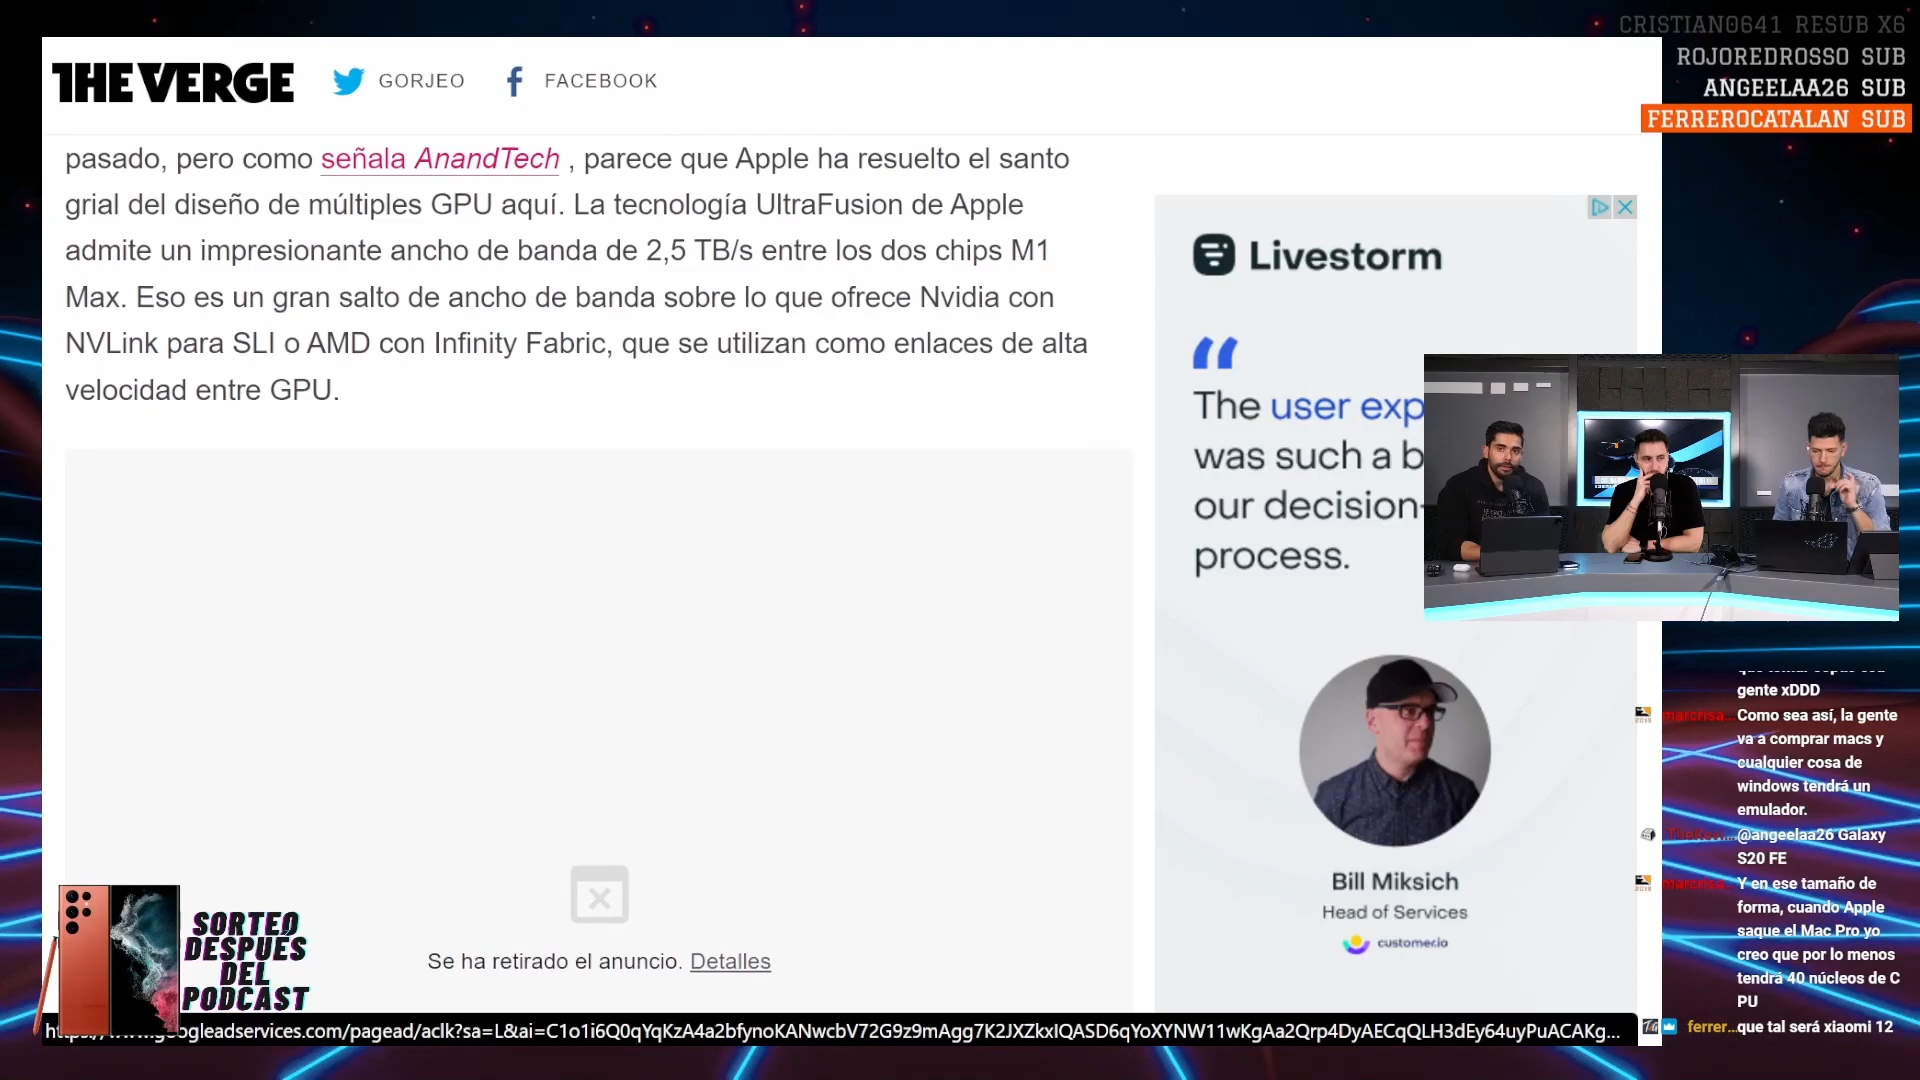 CRISTIAN0641 RESUB X6
ROJOREDROSSO SUB
ANGEELAA26 SUB
FERREROCATALAN SUB
THE VERGE
GORJEO
FACEBOOK
pasado, pero como señala AnandTech , parece que Apple ha resuelto el santo
grial del diseño de múltiples GPU aquí. La tecnología UltraFusion de Apple
admite un impresionante ancho de banda de 2,5 TB/s entre los dos chips M1
Max. Eso es un gran salto de ancho de banda sobre lo que ofrece Nvidia con
NVLink para SLI o AMD con Infinity Fabric, que se utilizan como enlaces de alta
velocidad entre GPU.
Se ha retirado el anuncio. Detalles
Livestorm
“
The user exp
was such a b
our decision-
process.
Bill Miksich
Head of Services
customer.io
gente xDDD
marcrisa... Como sea así, la gente
va a comprar macs y
cualquier cosa de
windows tendrá un
emulador.
@angeelaa26 Galaxy
S20 FE
marcrisa... Y en ese tamaño de
forma, cuando Apple
saque el Mac Pro yo
creo que por lo menos
tendrá 40 núcleos de C
PU
ferrer... que tal será xiaomi 12
SORTEO
DESPUÉS
DEL
PODCAST